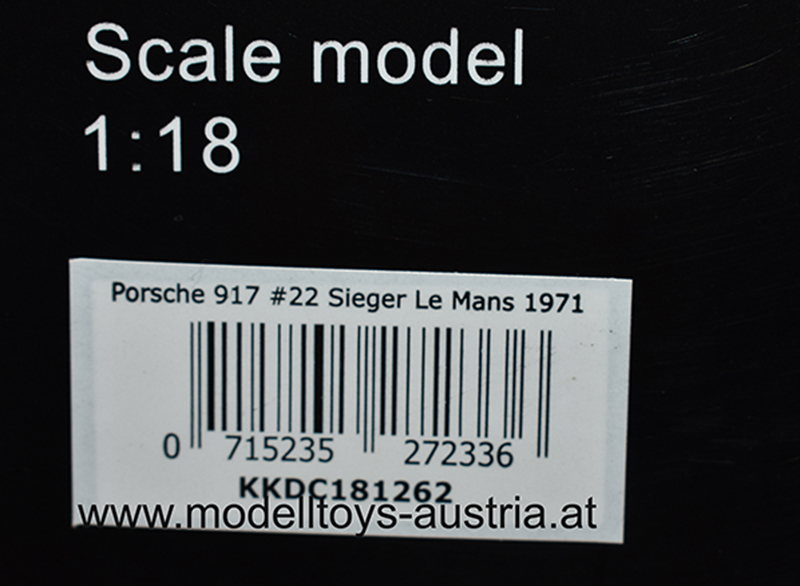 Scale model
1:18
Porsche 917 #22 Sieger Le Mans 1971
0 715235 272336
KKDC181262
www.modelltoys-austria.at